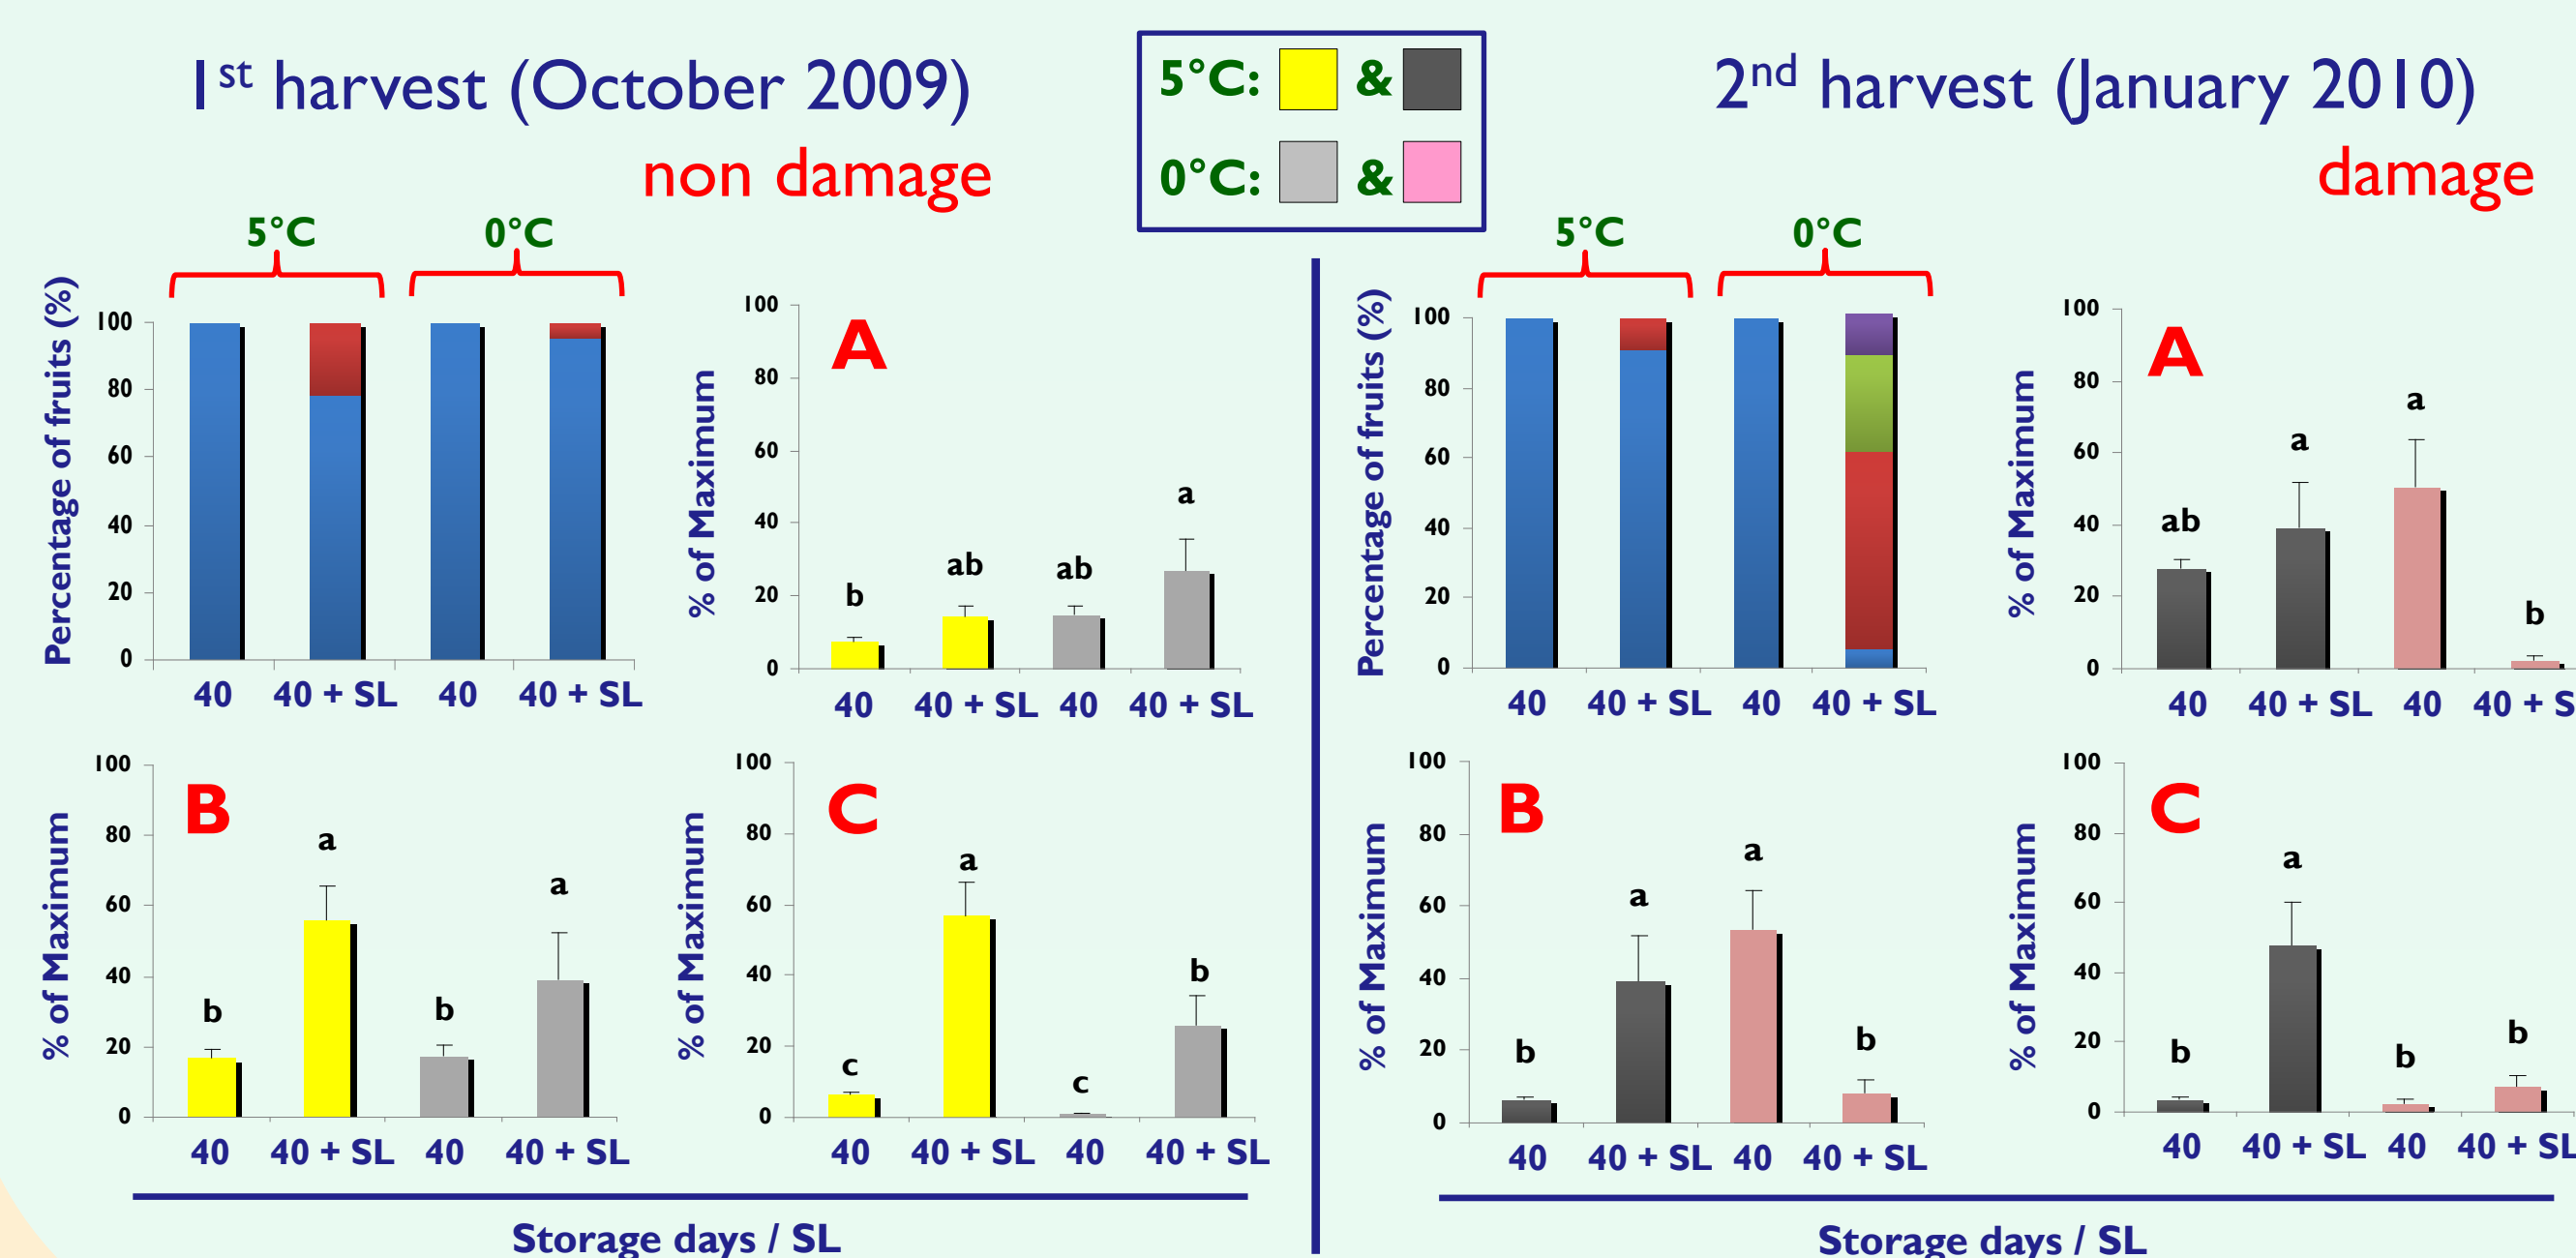 1st harvest (October 2009)
non damage
5°C: &
0°C: &
2nd harvest (January 2010)
damage
5°C 0°C
Percentage of fruits (%)
100
80
60
40
20
0
40 40 + SL 40 40 + SL
A
% of Maximum
100
80
60
40
20
0
b ab ab a
40 40 + SL 40 40 + SL
B
% of Maximum
100
80
60
40
20
0
b a b a
40 40 + SL 40 40 + SL
C
% of Maximum
100
80
60
40
20
0
c a c b
40 40 + SL 40 40 + SL
Storage days / SL
5°C 0°C
Percentage of fruits (%)
100
80
60
40
20
0
40 40 + SL 40 40 + SL
A
% of Maximum
100
80
60
40
20
0
ab a a b
40 40 + SL 40 40 + S
B
% of Maximum
100
80
60
40
20
0
b a a b
40 40 + SL 40 40 + SL
C
% of Maximum
100
80
60
40
20
0
b a b b
40 40 + SL 40 40 + SL
Storage days / SL